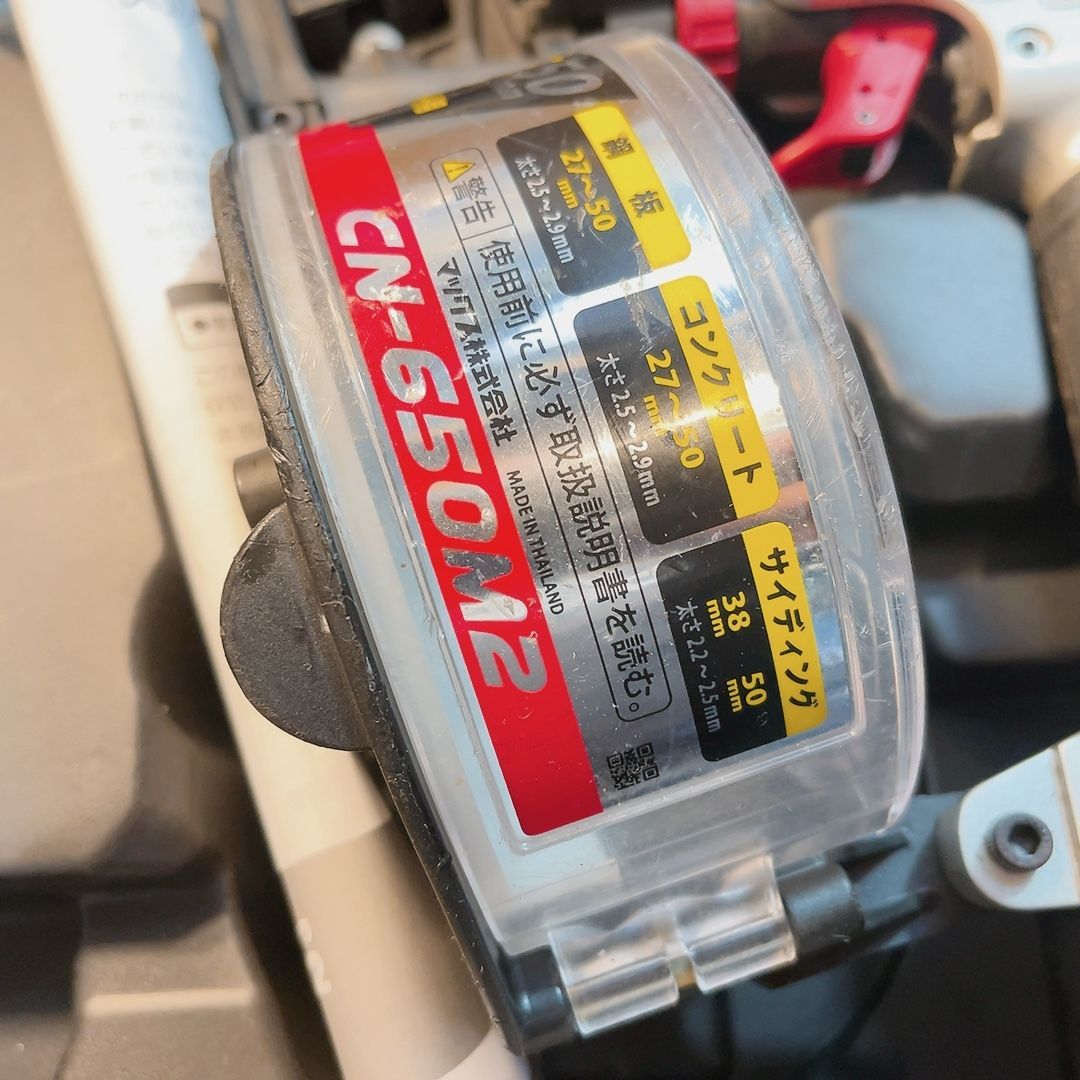 CN-650M2
マックス株式会社 MADE IN THAILAND
警告 使用前に必ず取扱説明書を読む。
鋼板
27～50
mm
太さ2.5～2.9mm
コンクリート
27～50
mm
太さ2.5～2.9mm
サイディング
38 50
mm mm
太さ2.2～2.5mm